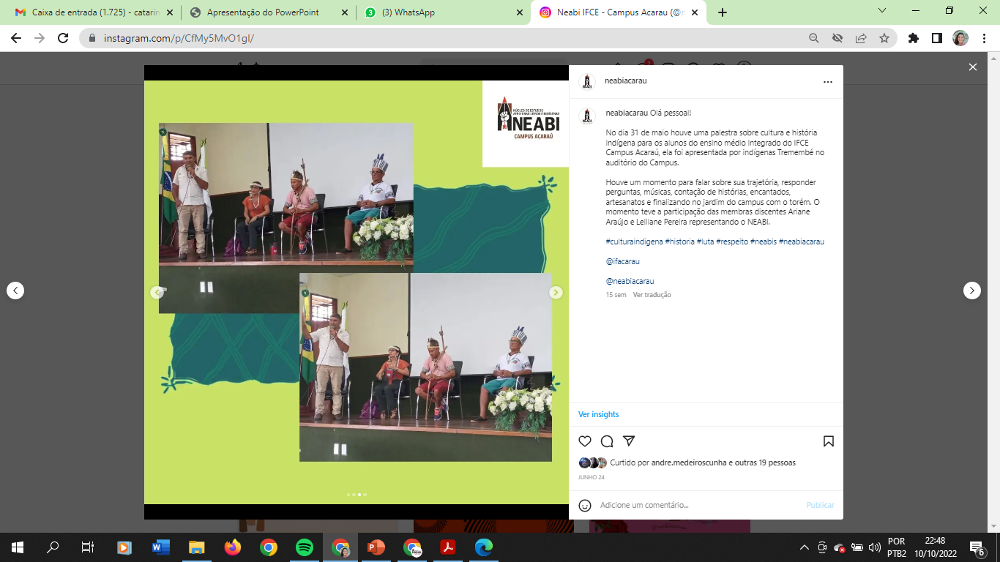 Caixa de entrada (1.725) - catarin
Apresentação do PowerPoint
3
(3) WhatsApp
Neabi IFCE - Campus Acarau (@n
instagram.com/p/CfMy5MvO1gI/
NÚCLEO DE ESTUDOS
AFRO-BRASILEIROS E INDÍGENAS
NEABI
CAMPUS ACARAÚ
neabiacarau
neabiacarau Olá pessoal!
No dia 31 de maio houve uma palestra sobre cultura e história
indígena para os alunos do ensino médio integrado do IFCE
Campus Acaraú, ela foi apresentada por indígenas Tremembé no
auditório do Campus.
Houve um momento para falar sobre sua trajetória, responder
perguntas, músicas, contação de histórias, encantados,
artesanatos e finalizando no jardim do campus com o torém. O
momento teve a participação das membras discentes Ariane
Araújo e Leiliane Pereira representando o NEABI.
#culturaindigena #historia #luta #respeito #neabis #neabiacarau
@ifacarau
@neabiacarau
15 sem Ver tradução
Ver insights
Curtido por andre.medeiroscunha e outras 19 pessoas
JUNHO 24
Adicione um comentário...
Publicar
POR
PTB2
22:48
10/10/2022
6